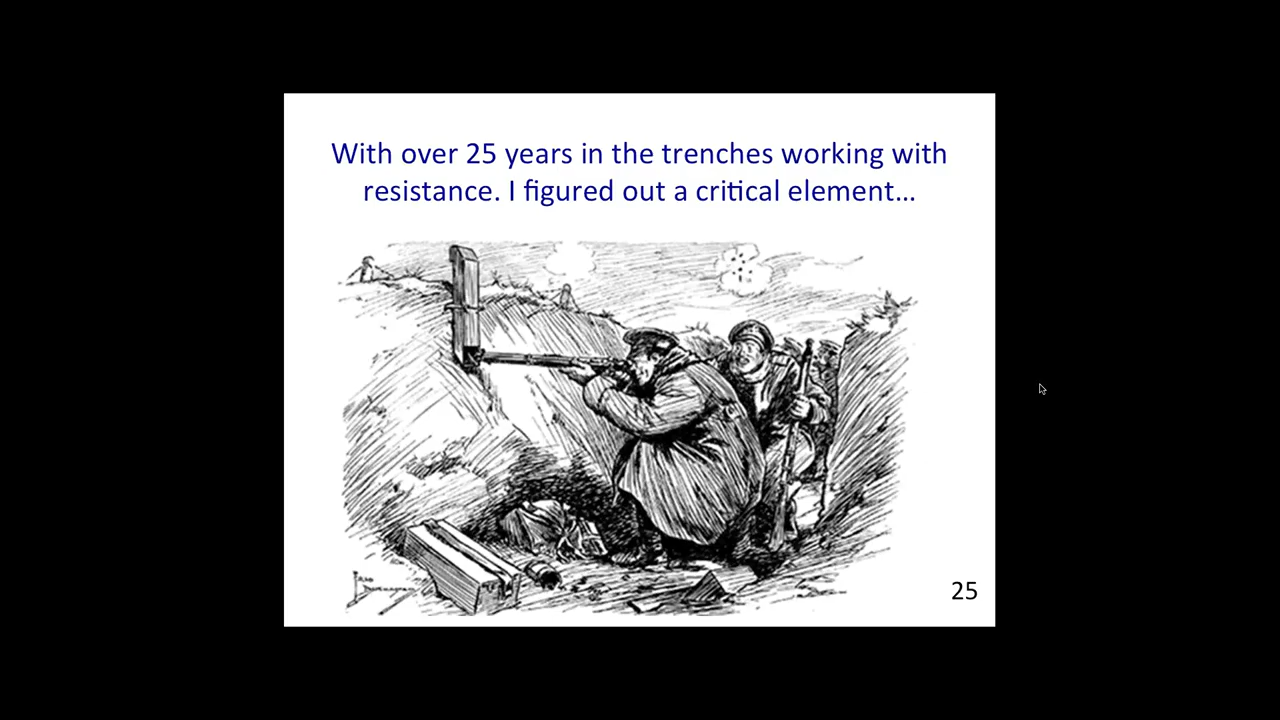 With over 25 years in the trenches working with
resistance. I figured out a critical element...
25